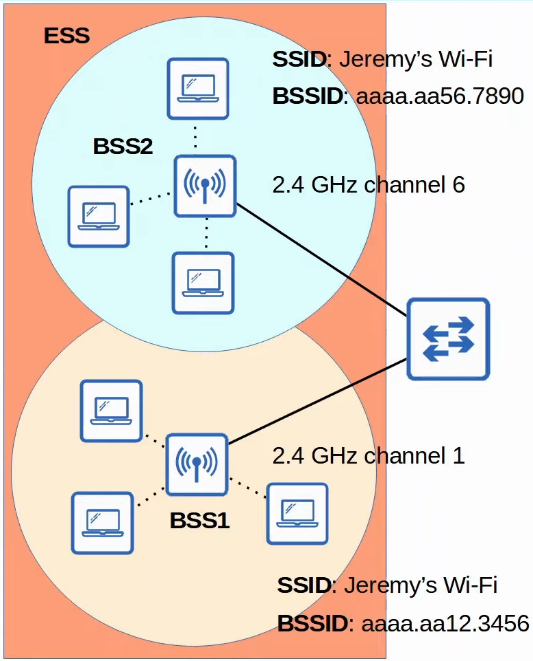 ESS
SSID: Jeremy's Wi-Fi
BSSID: aaaa.aa56.7890
BSS2
2.4 GHz channel 6
2.4 GHz channel 1
BSS1
SSID: Jeremy's Wi-Fi
BSSID: aaaa.aa12.3456